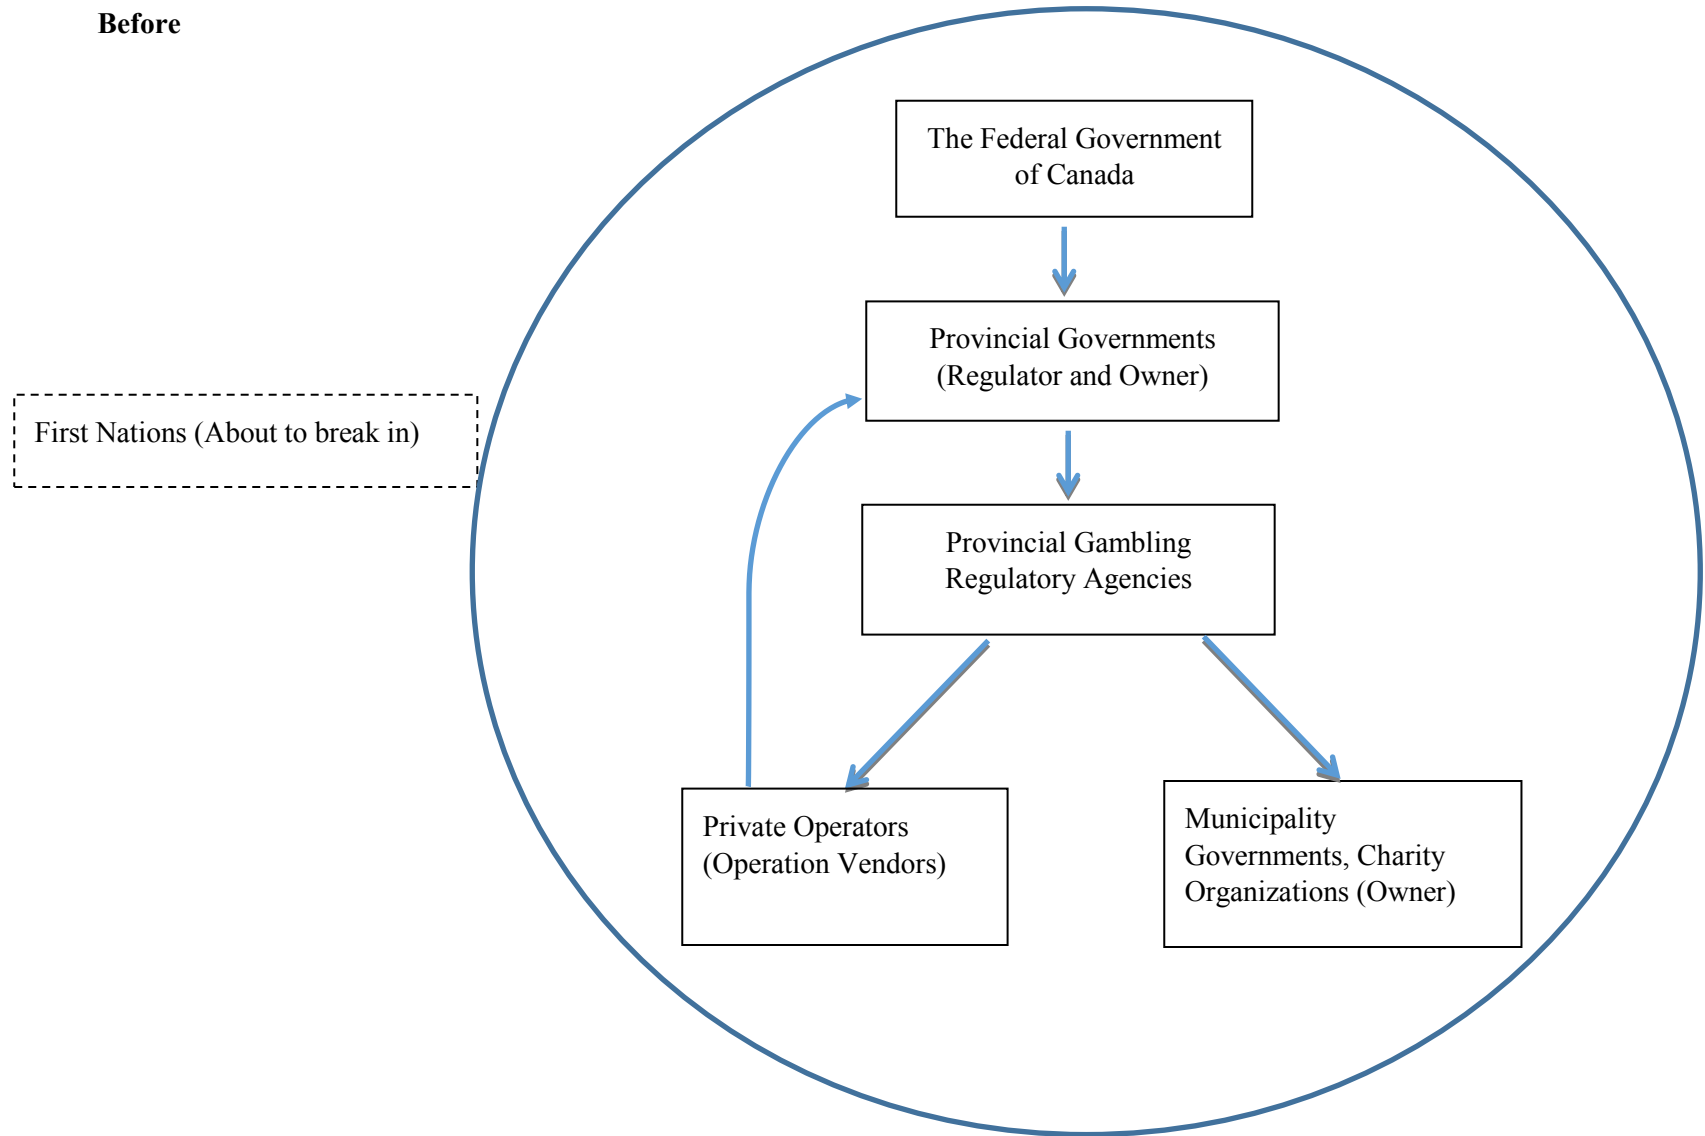 Before
The Federal Government
of Canada
Provincial Governments
(Regulator and Owner)
First Nations (About to break in)
Provincial Gambling
Regulatory Agencies
Private Operators
(Operation Vendors)
Municipality
Governments, Charity
Organizations (Owner)